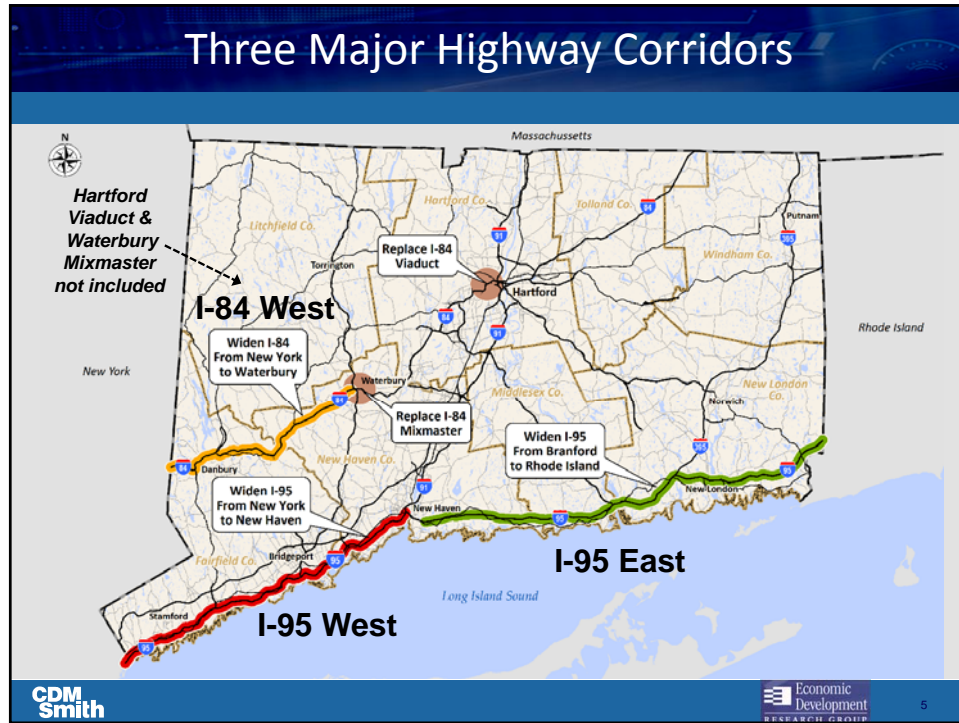 Three Major Highway Corridors
N
Massachusetts
Hartford
Viaduct &
Waterbury
Mixmaster
not included
Litchfield Co.
Hartford Co.
Tolland Co.
84
Putnam
91
395
Windham Co.
Replace I-84
Viaduct
Torrington
Hartford
I-84 West
84
91
Rhode Island
Widen I-84
From New York
to Waterbury
New York
Waterbury
84
Middlesex Co.
New London
Co.
Norwich
Replace I-84
Mixmaster
Widen I-95
From Branford
to Rhode Island
395
New Haven Co.
84
Danbury
95
New London
Widen I-95
From New York
to New Haven
91
New Haven
95
Fairfield Co.
Bridgeport
95
I-95 East
Long Island Sound
Stamford
I-95 West
95
CDM
Smith
Economic
Development
RESEARCH GROUP
5